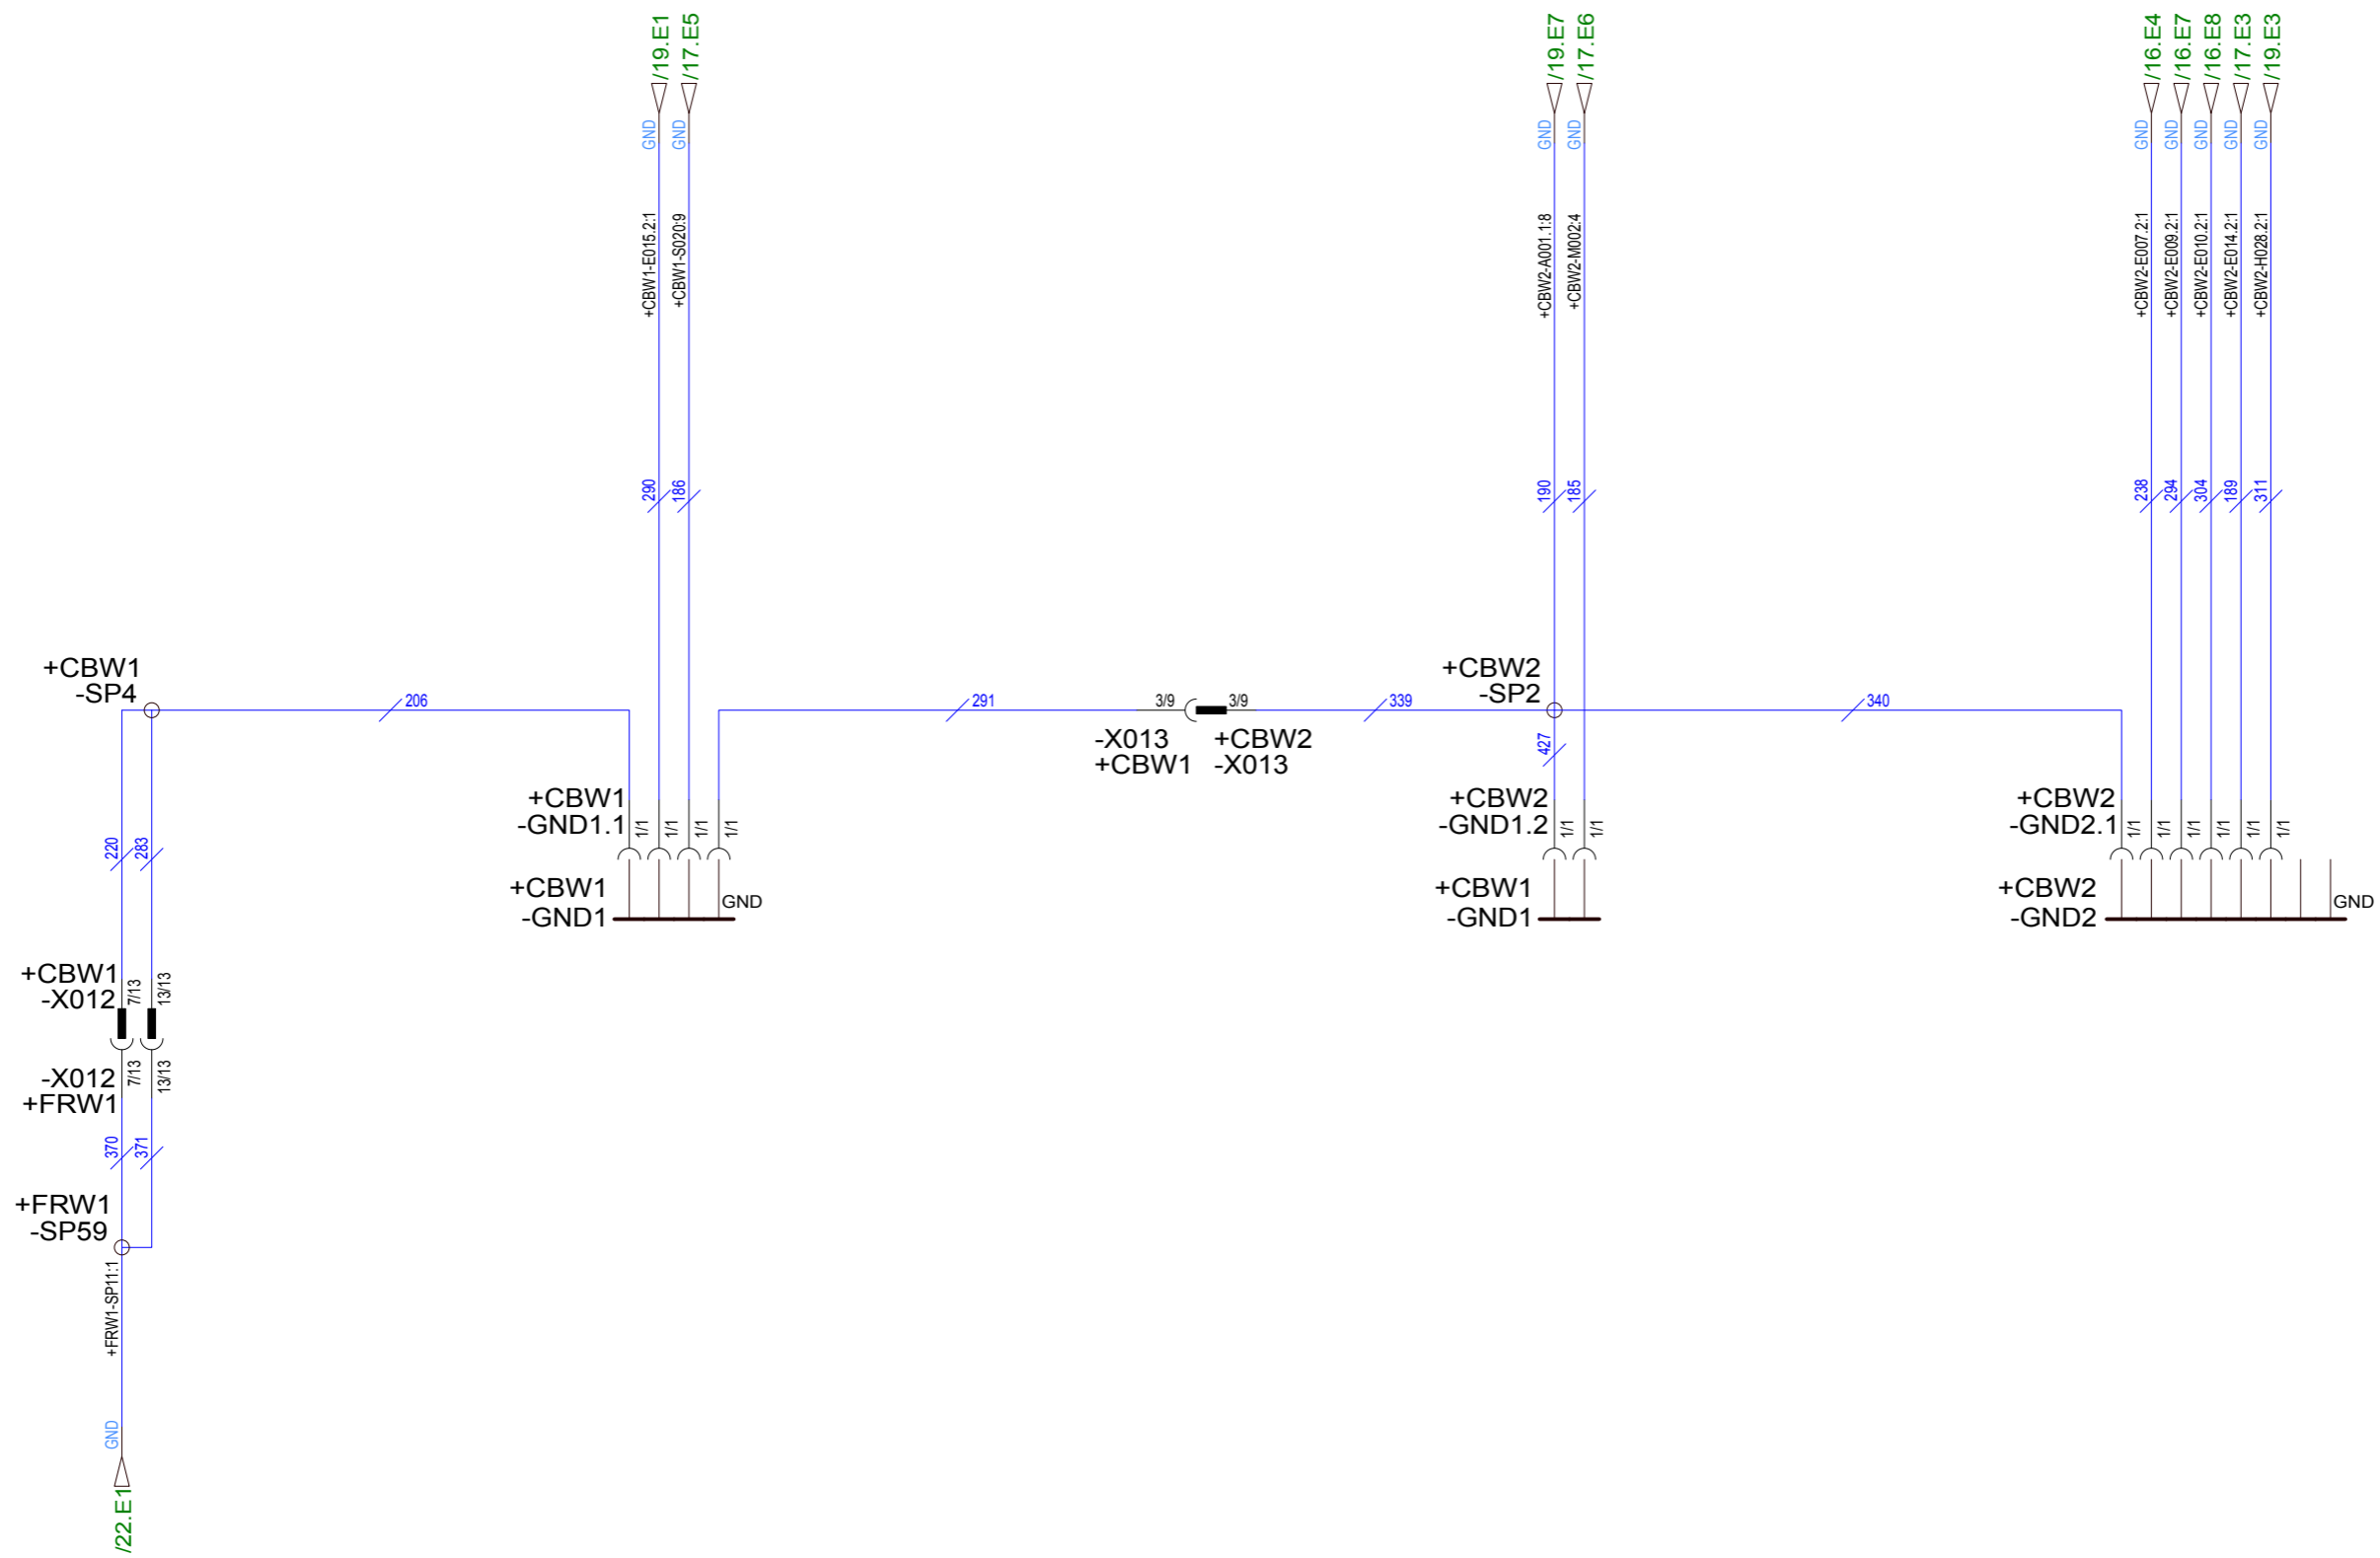 /19.E1
/17.E5
/19.E7
/17.E6
/16.E4
/16.E7
/16.E8
/17.E3
/19.E3
GND
GND
GND
GND
GND
GND
GND
GND
GND
+CBW1-E015.2:1
+CBW1-S020:9
+CBW2-A001.1:8
+CBW2-M002:4
+CBW2-E007.2:1
+CBW2-E009.2:1
+CBW2-E010.2:1
+CBW2-E014.2:1
+CBW2-H028.2:1
290
186
190
185
238
294
304
189
311
+CBW1
-SP4
206
291
3/9
3/9
339
+CBW2
-SP2
340
-X013
+CBW1
+CBW2
-X013
427
+CBW1
-GND1.1
1/1
1/1
1/1
1/1
+CBW2
-GND1.2
1/1
1/1
+CBW2
-GND2.1
1/1
1/1
1/1
1/1
1/1
1/1
220
283
+CBW1
-GND1
GND
+CBW1
-GND1
+CBW2
-GND2
GND
+CBW1
-X012
7/13
13/13
-X012
+FRW1
7/13
13/13
370
371
+FRW1
-SP59
+FRW1-SP11:1
GND
/22.E1